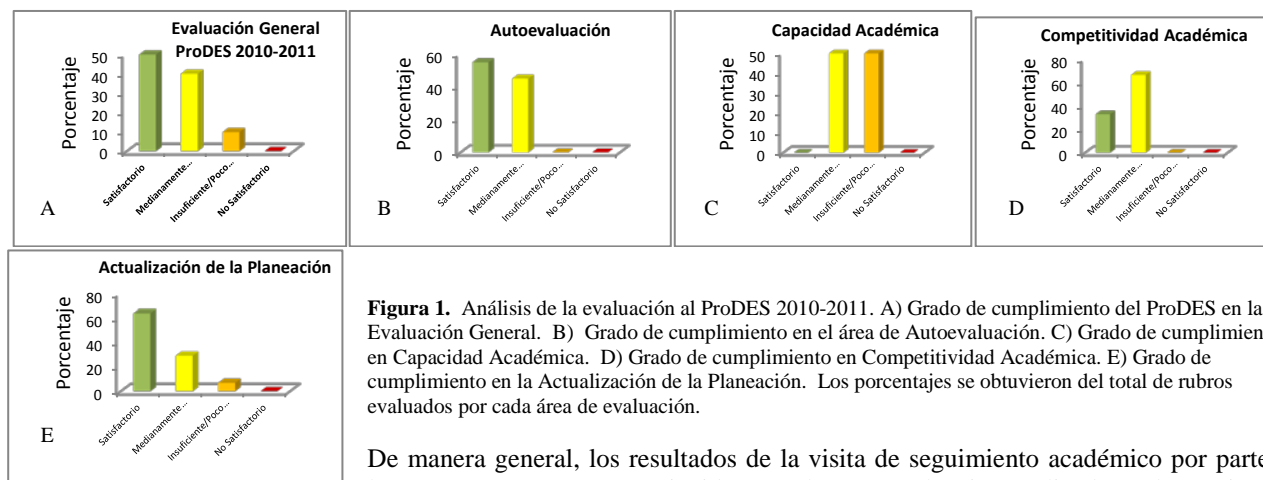 Evaluación General
ProDES 2010-2011
Porcentaje
50
40
30
20
10
0
Satisfactorio
Medianamente...
Insuficiente/Poco...
No Satisfactorio
A
Autoevaluación
Porcentaje
60
40
20
0
Satisfactorio
Medianamente...
Insuficiente/Poco...
No Satisfactorio
B
Capacidad Académica
Porcentaje
50
40
30
20
10
0
Satisfactorio
Medianamente...
Insuficiente/Poco...
No Satisfactorio
C
Competitividad Académica
Porcentaje
80
60
40
20
0
Satisfactorio
Medianamente...
Insuficiente/Poco...
No Satisfactorio
D
Actualización de la Planeación
Porcentaje
80
60
40
20
0
Satisfactorio
Medianamente...
Insuficiente/Poco...
No Satisfactorio
E
Figura 1. Análisis de la evaluación al ProDES 2010-2011. A) Grado de cumplimiento del ProDES en la
Evaluación General. B) Grado de cumplimiento en el área de Autoevaluación. C) Grado de cumplimien
en Capacidad Académica. D) Grado de cumplimiento en Competitividad Académica. E) Grado de
cumplimiento en la Actualización de la Planeación. Los porcentajes se obtuvieron del total de rubros
evaluados por cada área de evaluación.
De manera general, los resultados de la visita de seguimiento académico por parte